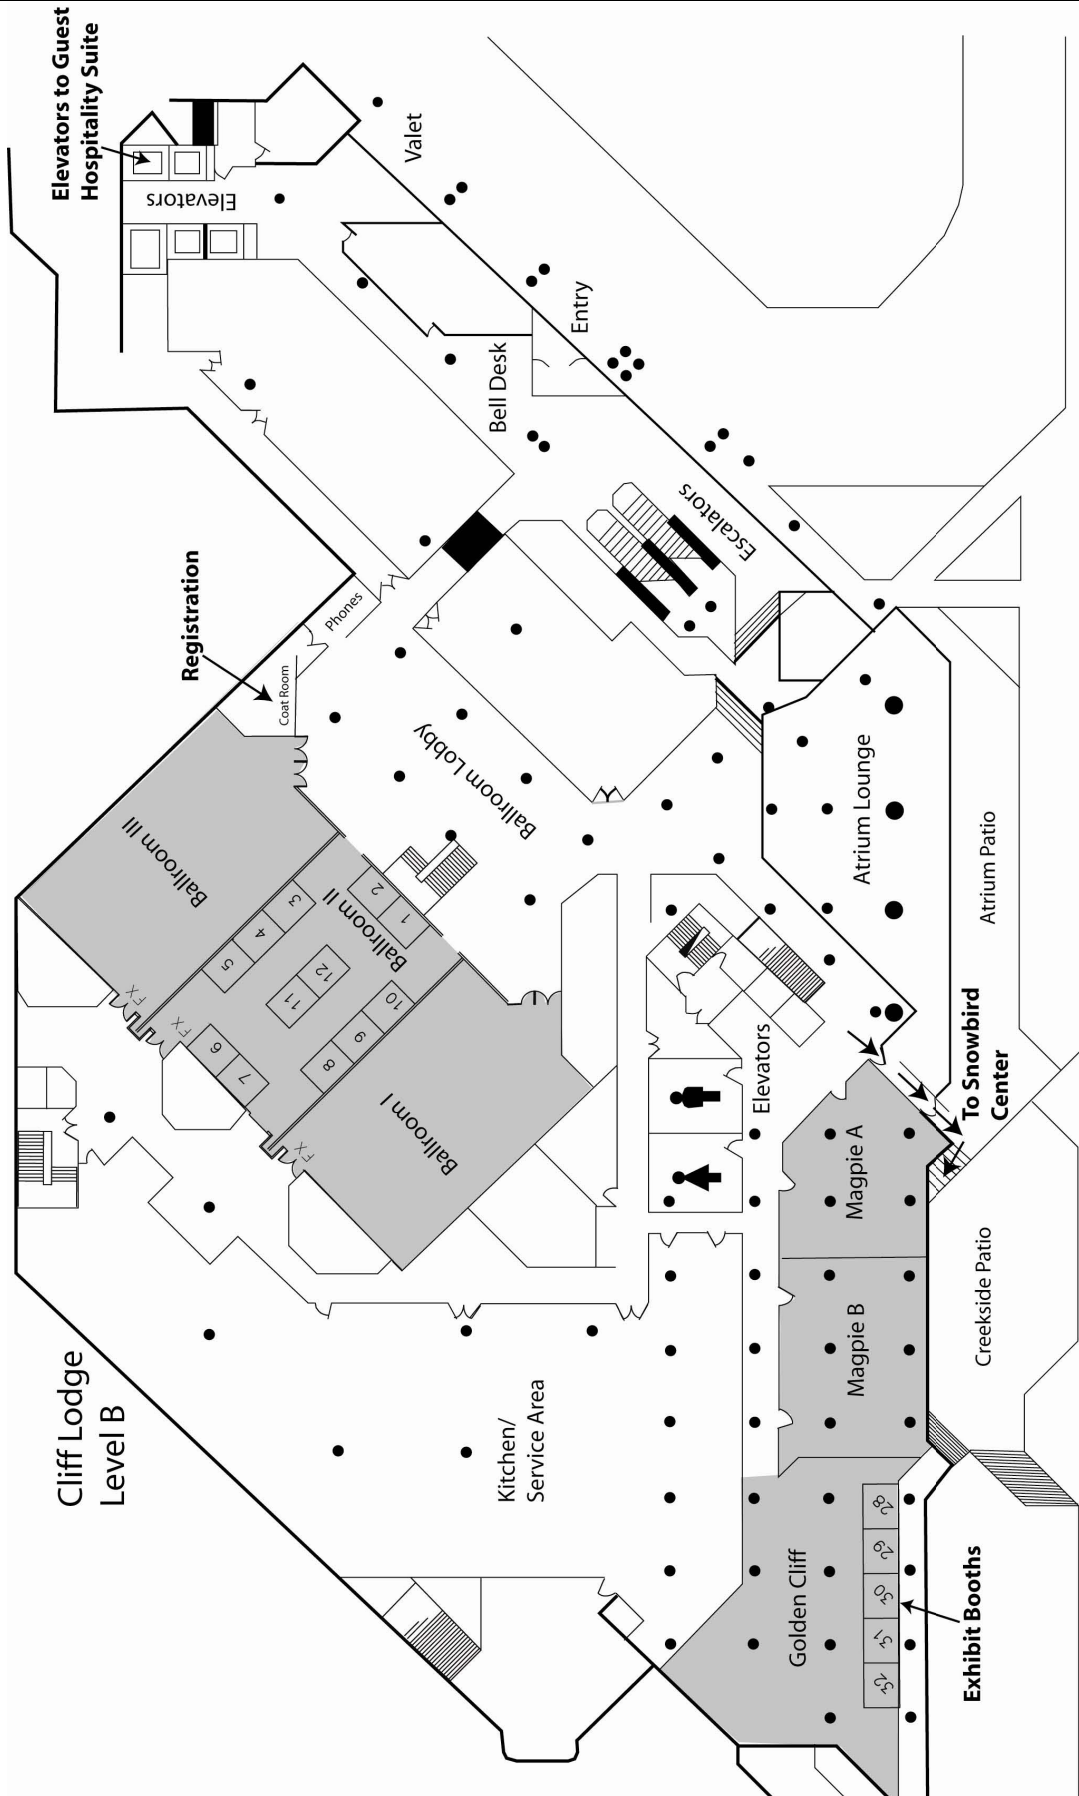 Cliff Lodge
Level B
Elevators to Guest
Hospitality Suite
Elevators
Valet
Entry
Bell Desk
Escalators
Registration
Phones
Coat Room
Ballroom Lobby
Ballroom III
Ballroom II
Ballroom I
1
2
3
4
5
6
7
8
9
10
11
12
FX
FX
FX
Atrium Lounge
Atrium Patio
Elevators
To Snowbird
Center
Magpie A
Magpie B
Creekside Patio
Kitchen/
Service Area
Golden Cliff
28
29
30
31
32
Exhibit Booths